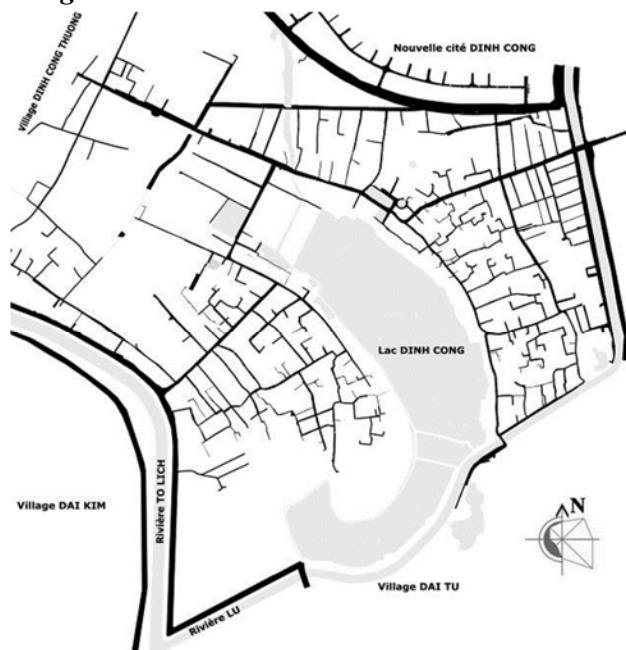 Nouvelle cité DINH CONG
Village DINH CONG THUONG
Lac DINH CONG
Village DAI KIM
Rivière TO LICH
N
Village DAI TU
Rivière LU